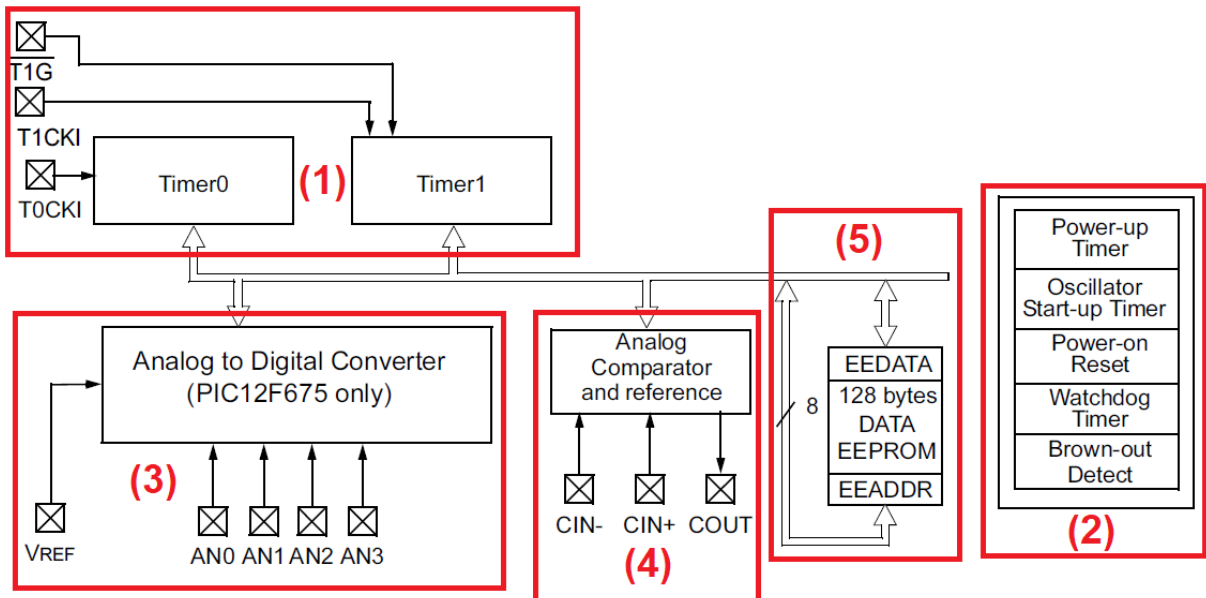 T1G
T1CKI
T0CKI
Timer0
(1)
Timer1
(5)
Power-up
Timer
Oscillator
Start-up Timer
Power-on
Reset
Watchdog
Timer
Brown-out
Detect
(2)
Analog to Digital Converter
(PIC12F675 only)
(3)
VREF
AN0 AN1 AN2 AN3
Analog
Comparator
and reference
CIN- CIN+ COUT
(4)
8
EEDATA
128 bytes
DATA
EEPROM
EEADDR